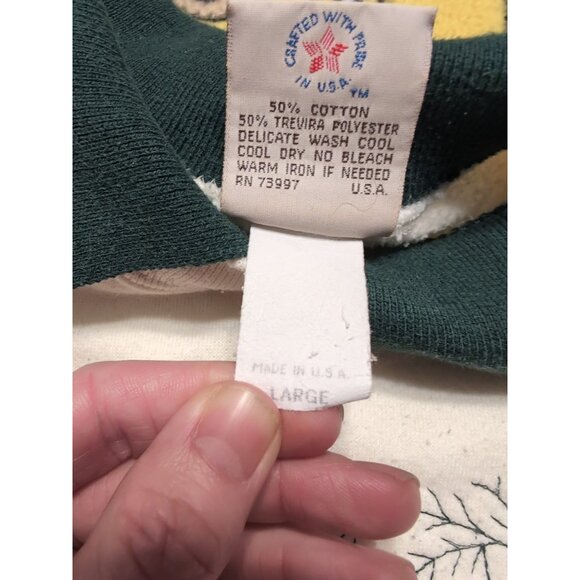 CRAFTED WITH PRIDE
IN U.S.A. TM
50% COTTON
50% TREVIRA POLYESTER
DELICATE WASH COOL
COOL DRY NO BLEACH
WARM IRON IF NEEDED
RN 73997 U.S.A.
MADE IN U.S.A.
LARGE